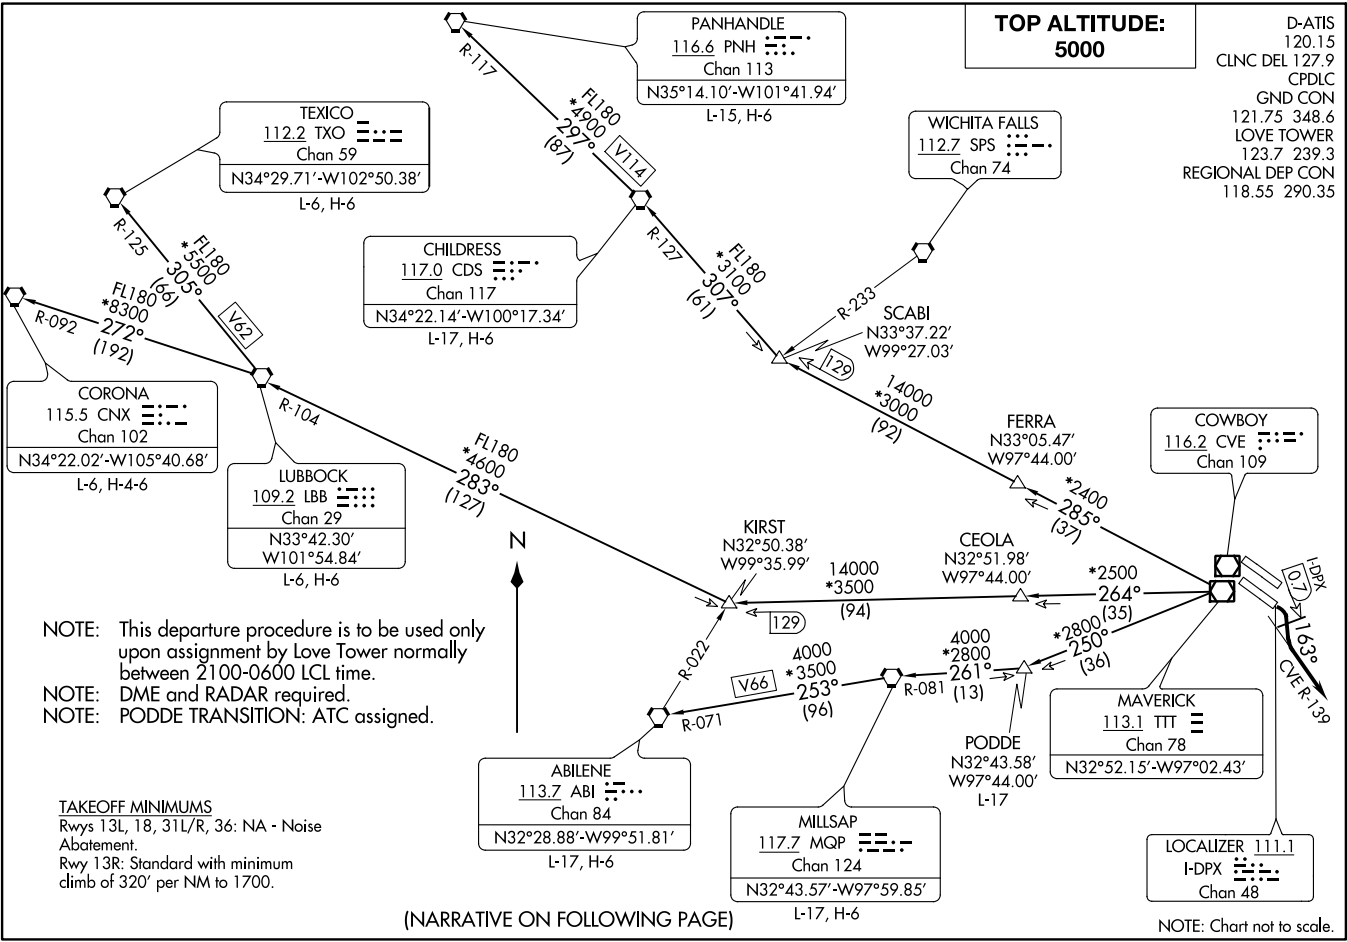 TOP ALTITUDE:
5000
D-ATIS
120.15
CLNC DEL 127.9
CPDLC
GND CON
121.75 348.6
LOVE TOWER
123.7 239.3
REGIONAL DEP CON
118.55 290.35
PANHANDLE
116.6 PNH
Chan 113
N35°14.10′-W101°41.94′
L-15, H-6
R-117
FL180
*4900
297°
(87)
V114
TEXICO
112.2 TXO
Chan 59
N34°29.71′-W102°50.38′
L-6, H-6
WICHITA FALLS
112.7 SPS
Chan 74
R-125
FL180
*5500
305°
(66)
V62
CHILDRESS
117.0 CDS
Chan 117
N34°22.14′-W100°17.34′
L-17, H-6
R-127
FL180
*3100
307°
(61)
R-233
SCABI
N33°37.22′
W99°27.03′
129
R-092
FL180
*8300
272°
(192)
CORONA
115.5 CNX
Chan 102
N34°22.02′-W105°40.68′
L-6, H-4-6
R-104
LUBBOCK
109.2 LBB
Chan 29
N33°42.30′
W101°54.84′
L-6, H-6
FL180
*4600
283°
(127)
14000
*3000
(92)
FERRA
N33°05.47′
W97°44.00′
*2400
285°
(37)
COWBOY
116.2 CVE
Chan 109
N
KIRST
N32°50.38′
W99°35.99′
129
14000
*3500
(94)
CEOLA
N32°51.98′
W97°44.00′
*2500
264°
(35)
I-DPX
0.7
163°
CVE R-139
*2800
250°
(36)
4000
*2800
261°
(13)
R-081
4000
*3500
253°
(96)
V66
R-022
R-071
NOTE: This departure procedure is to be used only
upon assignment by Love Tower normally
between 2100-0600 LCL time.
NOTE: DME and RADAR required.
NOTE: PODDE TRANSITION: ATC assigned.
PODDE
N32°43.58′
W97°44.00′
L-17
MAVERICK
113.1 TTT
Chan 78
N32°52.15′-W97°02.43′
ABILENE
113.7 ABI
Chan 84
N32°28.88′-W99°51.81′
L-17, H-6
MILLSAP
117.7 MQP
Chan 124
N32°43.57′-W97°59.85′
L-17, H-6
LOCALIZER 111.1
I-DPX
Chan 48
TAKEOFF MINIMUMS
Rwys 13L, 18, 31L/R, 36: NA - Noise
Abatement.
Rwy 13R: Standard with minimum
climb of 320′ per NM to 1700.
(NARRATIVE ON FOLLOWING PAGE)
NOTE: Chart not to scale.